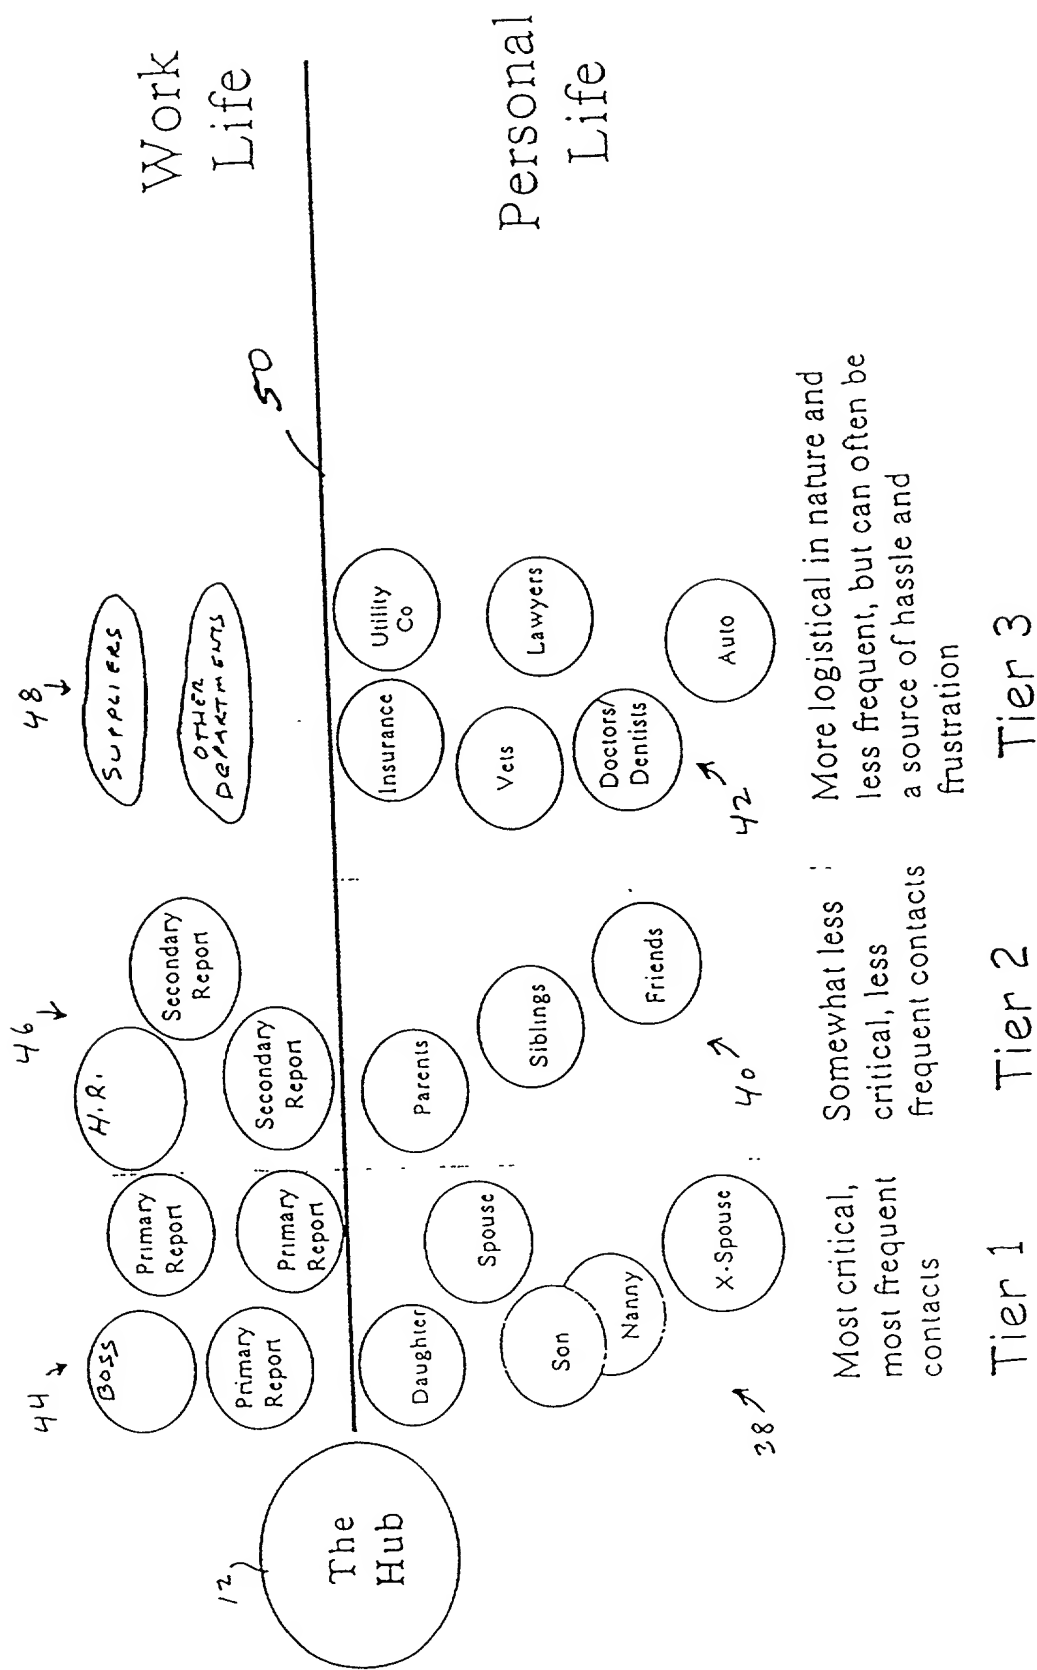 Work
Life
Personal
Life
44
46
48
BOSS
Primary
Report
Primary
Report
Primary
Report
H.R.
Secondary
Report
Secondary
Report
SUPPLIERS
OTHER
DEPARTMENTS
50
12
The
Hub
Daughter
Son
Nanny
Spouse
X-Spouse
Parents
Siblings
Friends
Insurance
Utility
Co
Vets
Lawyers
Doctors/
Dentists
Auto
38
40
42
Most critical,
most frequent
contacts
Tier 1
Somewhat less
critical, less
frequent contacts
Tier 2
More logistical in nature and
less frequent, but can often be
a source of hassle and
frustration
Tier 3